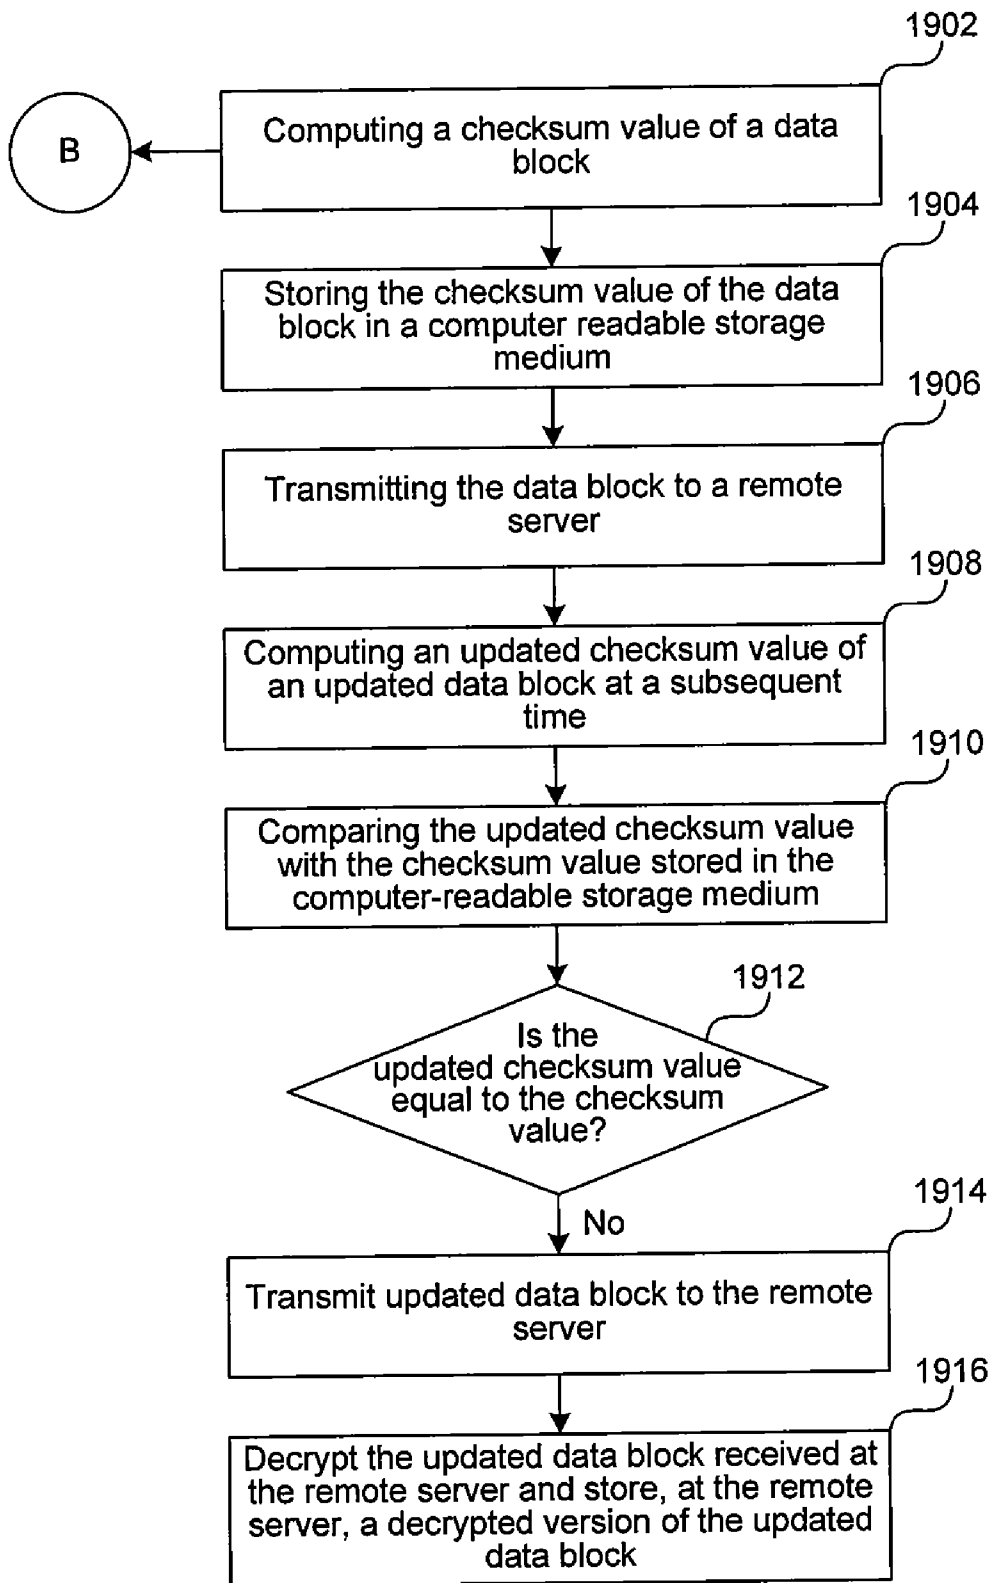 1902
B
Computing a checksum value of a data
block
1904
Storing the checksum value of the data
block in a computer readable storage
medium
1906
Transmitting the data block to a remote
server
1908
Computing an updated checksum value of
an updated data block at a subsequent
time
1910
Comparing the updated checksum value
with the checksum value stored in the
computer-readable storage medium
1912
Is the
updated checksum value
equal to the checksum
value?
No
1914
Transmit updated data block to the remote
server
1916
Decrypt the updated data block received at
the remote server and store, at the remote
server, a decrypted version of the updated
data block